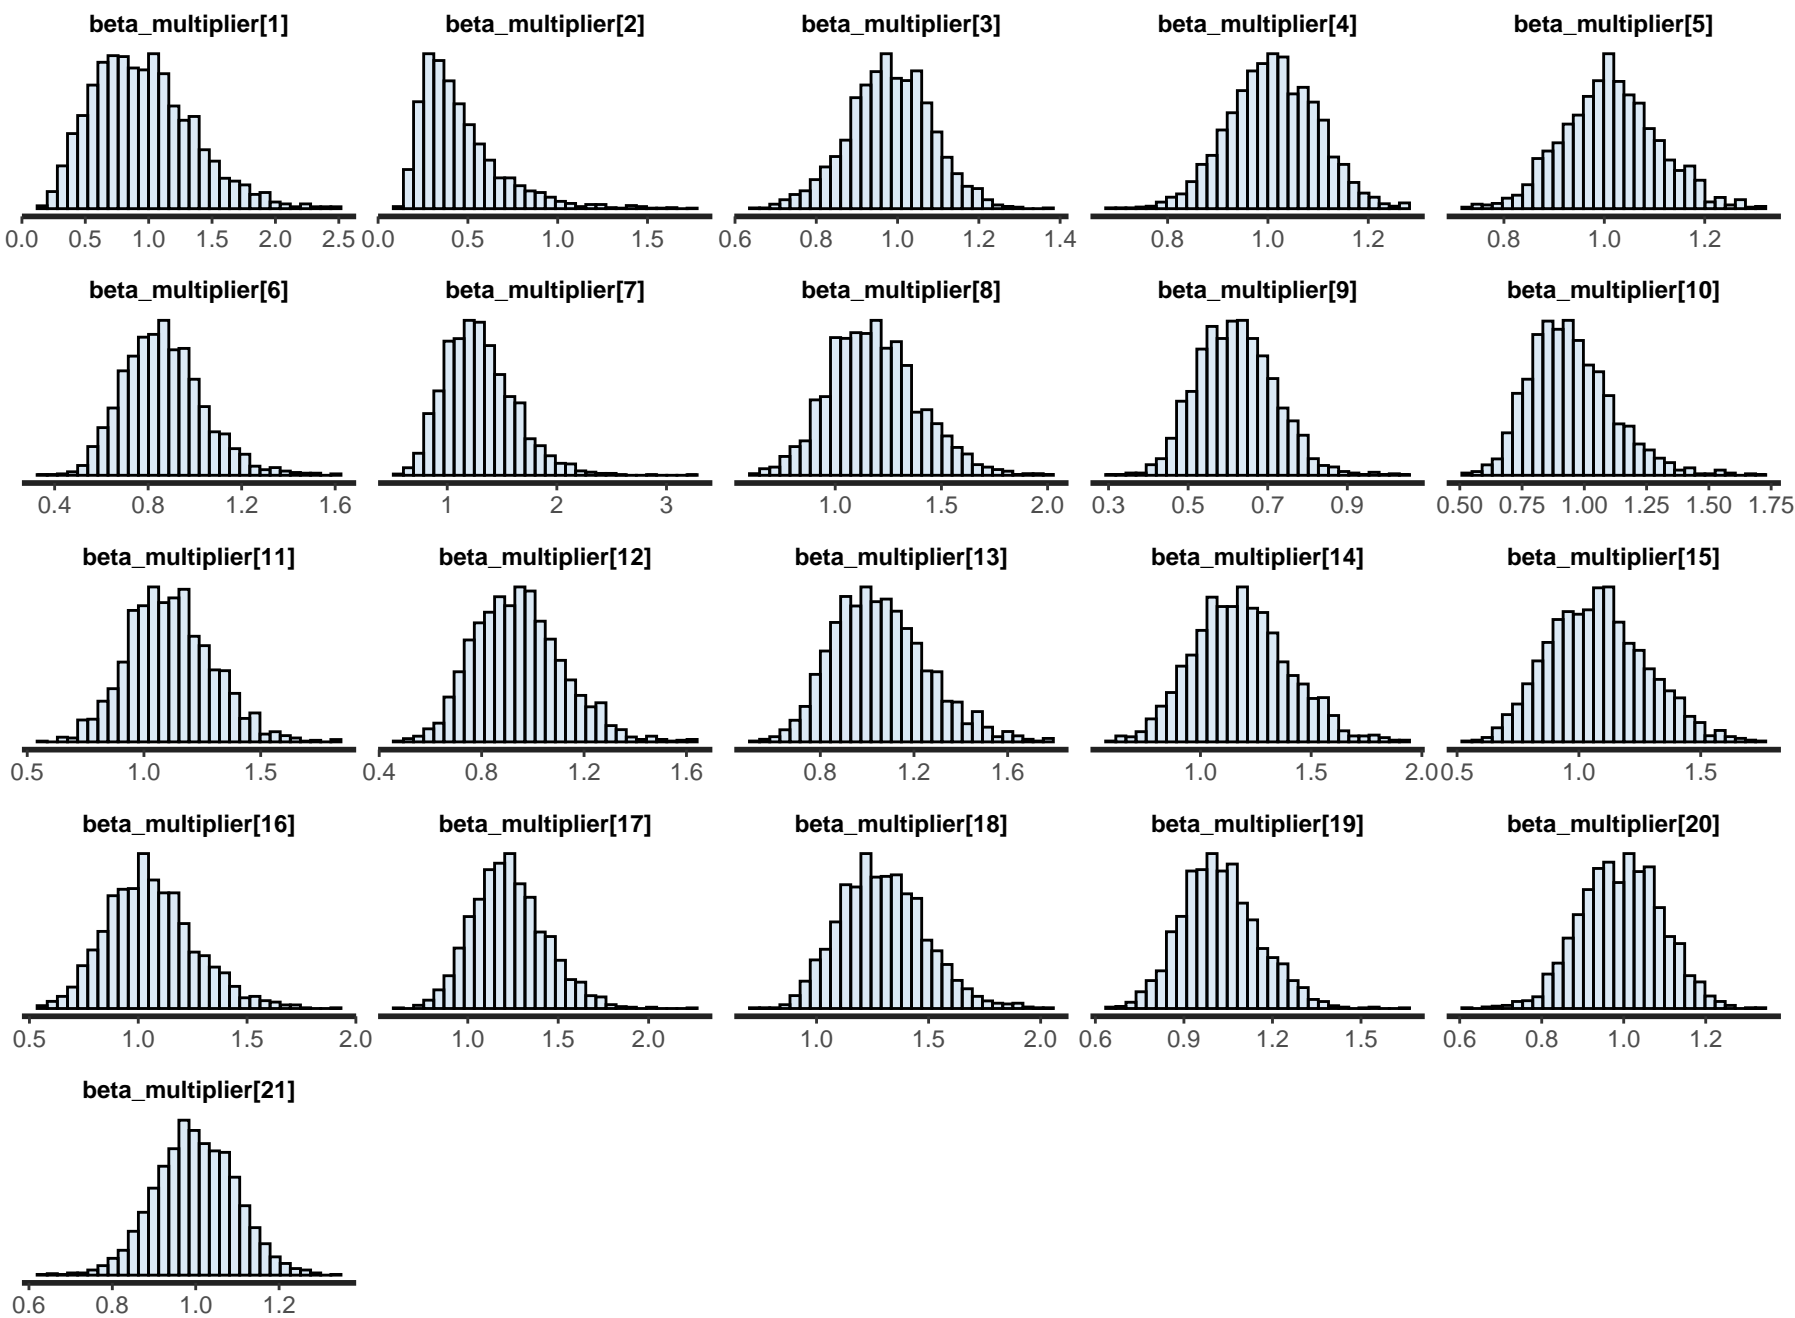 beta_multiplier[1] beta_multiplier[2] beta_multiplier[3] beta_multiplier[4] beta_multiplier[5]
0.0 0.5 1.0 1.5 2.0 2.5 0.0 0.5 1.0 1.5 0.6 0.8 1.0 1.2 1.4 0.8 1.0 1.2 0.8 1.0 1.2
beta_multiplier[6] beta_multiplier[7] beta_multiplier[8] beta_multiplier[9] beta_multiplier[10]
0.4 0.8 1.2 1.6 1 2 3 1.0 1.5 2.0 0.3 0.5 0.7 0.9 0.50 0.75 1.00 1.25 1.50 1.75
beta_multiplier[11] beta_multiplier[12] beta_multiplier[13] beta_multiplier[14] beta_multiplier[15]
0.5 1.0 1.5 0.4 0.8 1.2 1.6 0.8 1.2 1.6 1.0 1.5 2.0 0.5 1.0 1.5
beta_multiplier[16] beta_multiplier[17] beta_multiplier[18] beta_multiplier[19] beta_multiplier[20]
0.5 1.0 1.5 2.0 1.0 1.5 2.0 1.0 1.5 2.0 0.6 0.9 1.2 1.5 0.6 0.8 1.0 1.2
beta_multiplier[21]
0.6 0.8 1.0 1.2